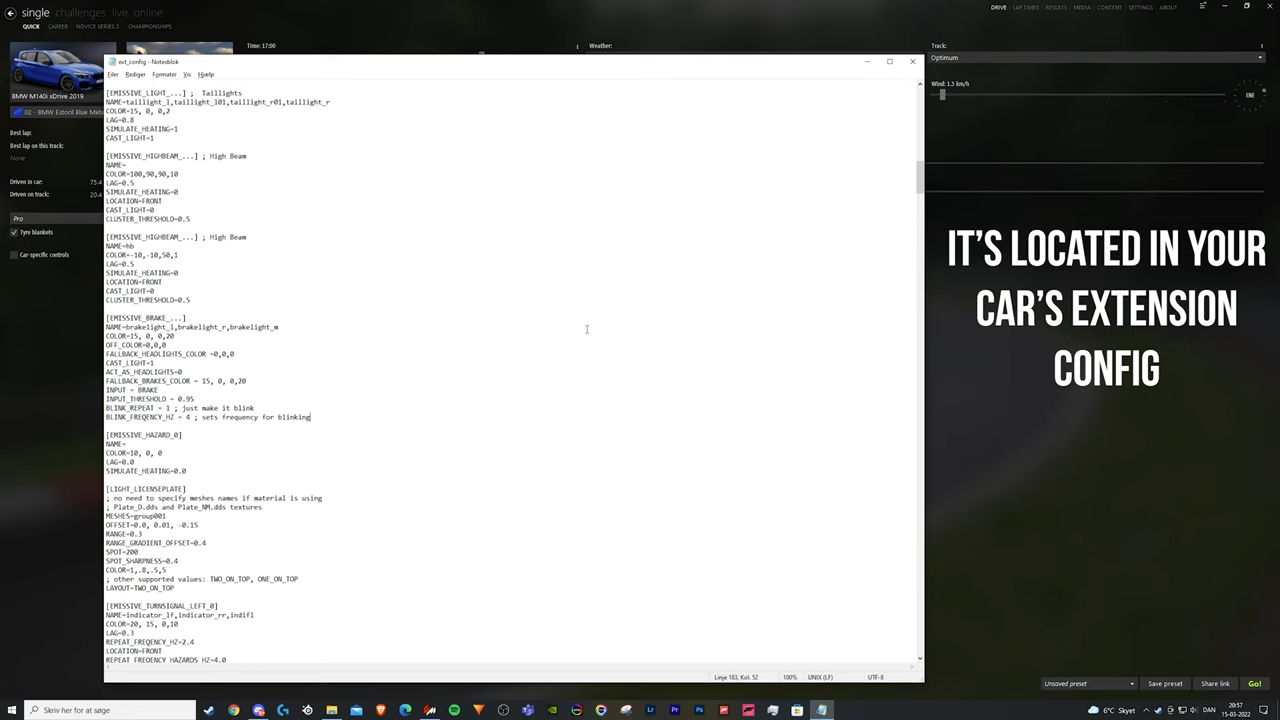 single challenges live online
QUICK CAREER NOVICE SERIES 2 CHAMPIONSHIPS
DRIVE LAP TIMES RESULTS MEDIA CONTENT SETTINGS ABOUT
Time: 17:00
Weather:
Track:
Optimum
Wind: 1.5 km/h
ENE
BMW M140i xDrive 2019
02 - BMW Estoril Blue Meta
Best lap:
Best lap on this track:
None
Driven in car: 75.4
Driven on track: 20.4
Pro
Tyre blankets
Car-specific controls
ext_config - Notesblok
Filer Rediger Formater Vis Hjælp
[EMISSIVE_LIGHT_...] ; Taillights
NAME=taillight_l,taillight_l01,taillight_r01,taillight_r
COLOR=15, 0, 0,2
LAG=0.8
SIMULATE_HEATING=1
CAST_LIGHT=1
[EMISSIVE_HIGHBEAM_...] ; High Beam
NAME=
COLOR=100,90,90,10
LAG=0.5
SIMULATE_HEATING=0
LOCATION=FRONT
CAST_LIGHT=0
CLUSTER_THRESHOLD=0.5
[EMISSIVE_HIGHBEAM_...] ; High Beam
NAME=hb
COLOR=-10,-10,50,1
LAG=0.5
SIMULATE_HEATING=0
LOCATION=FRONT
CAST_LIGHT=0
CLUSTER_THRESHOLD=0.5
[EMISSIVE_BRAKE_...]
NAME=brakelight_l,brakelight_r,brakelight_m
COLOR=15, 0, 0,20
OFF_COLOR=0,0,0
FALLBACK_HEADLIGHTS_COLOR =0,0,0
CAST_LIGHT=1
ACT_AS_HEADLIGHTS=0
FALLBACK_BRAKES_COLOR = 15, 0, 0,20
INPUT = BRAKE
INPUT_THRESHOLD = 0.95
BLINK_REPEAT = 1 ; just make it blink
BLINK_FREQENCY_HZ = 4 ; sets frequency for blinking
[EMISSIVE_HAZARD_0]
NAME=
COLOR=10, 0, 0
LAG=0.0
SIMULATE_HEATING=0.0
[LIGHT_LICENSEPLATE]
; no need to specify meshes names if material is using
; Plate_D.dds and Plate_NM.dds textures
MESHES=group001
OFFSET=0.0, 0.01, -0.15
RANGE=0.3
RANGE_GRADIENT_OFFSET=0.4
SPOT=200
SPOT_SHARPNESS=0.4
COLOR=1,.8,.5,5
; other supported values: TWO_ON_TOP, ONE_ON_TOP
LAYOUT=TWO_ON_TOP
[EMISSIVE_TURNSIGNAL_LEFT_0]
NAME=indicator_lf,indicator_rr,indifl
COLOR=20, 15, 0,10
LAG=0.3
REPEAT_FREQENCY_HZ=2.4
LOCATION=FRONT
REPEAT_FREQENCY_HAZARDS_HZ=4.0
Linje 183, Kol. 52 100% UNIX (LF) UTF-8
IT'S LOCATED IN YOUR
CAR'S EXTENSION
CONFIG
Unsaved preset Save preset Share link Go!
Skriv her for at søge
6°C Skyet DAN 20:57
15-03-2022